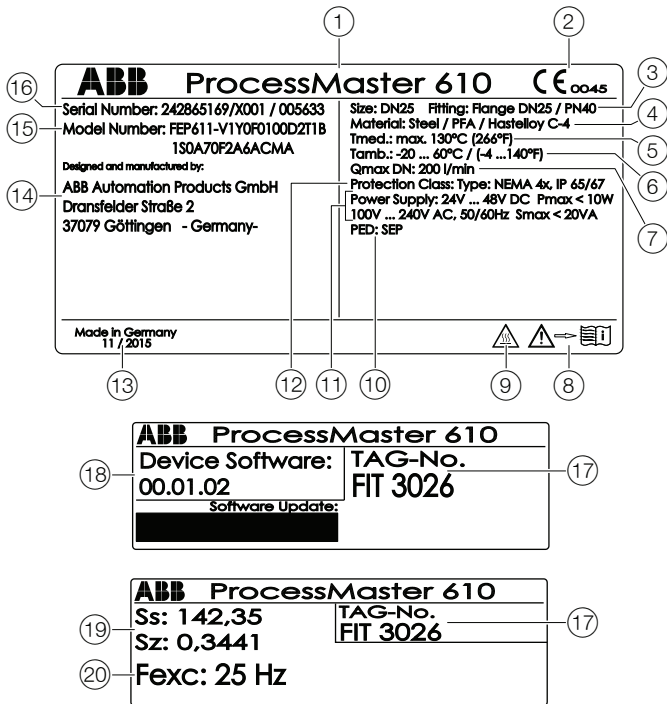 1
2
ABB ProcessMaster 610 CE 0045
16
Serial Number: 242865169/X001 / 005633
15
Model Number: FEP611-V1Y0F0100D2T1B
1S0A70F2A6ACMA
Designed and manufactured by:
14
ABB Automation Products GmbH
Dransfelder Straße 2
37079 Göttingen - Germany-
Size: DN25 Fitting: Flange DN25 / PN40
3
Material: Steel / PFA / Hastelloy C-4
4
Tmed.: max. 130°C (266°F)
5
Tamb.: -20 ... 60°C / (-4 ...140°F)
6
Qmax DN: 200 l/min
7
Protection Class: Type: NEMA 4x, IP 65/67
Power Supply: 24V ... 48V DC Pmax < 10W
100V ... 240V AC, 50/60Hz Smax < 20VA
PED: SEP
Made in Germany
11 / 2015
i
13
12
11
10
9
8
ABB ProcessMaster 610
18
Device Software:
00.01.02
Software Update:
TAG-No.
FIT 3026
17
ABB ProcessMaster 610
19
Ss: 142,35
Sz: 0,3441
TAG-No.
FIT 3026
17
20
Fexc: 25 Hz